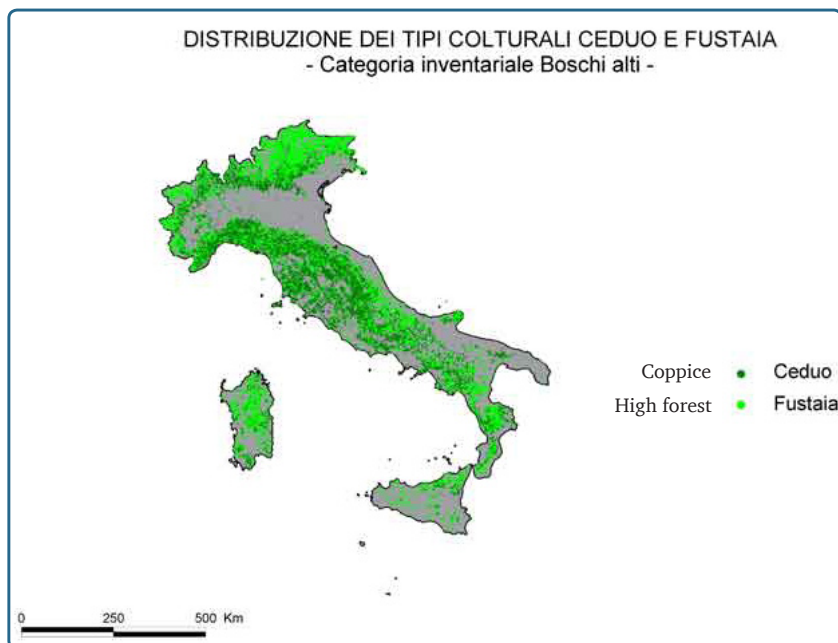 DISTRIBUZIONE DEI TIPI COLTURALI CEDUO E FUSTAIA
- Categoria inventariale Boschi alti -
Coppice Ceduo
High forest Fustaia
0 250 500 Km